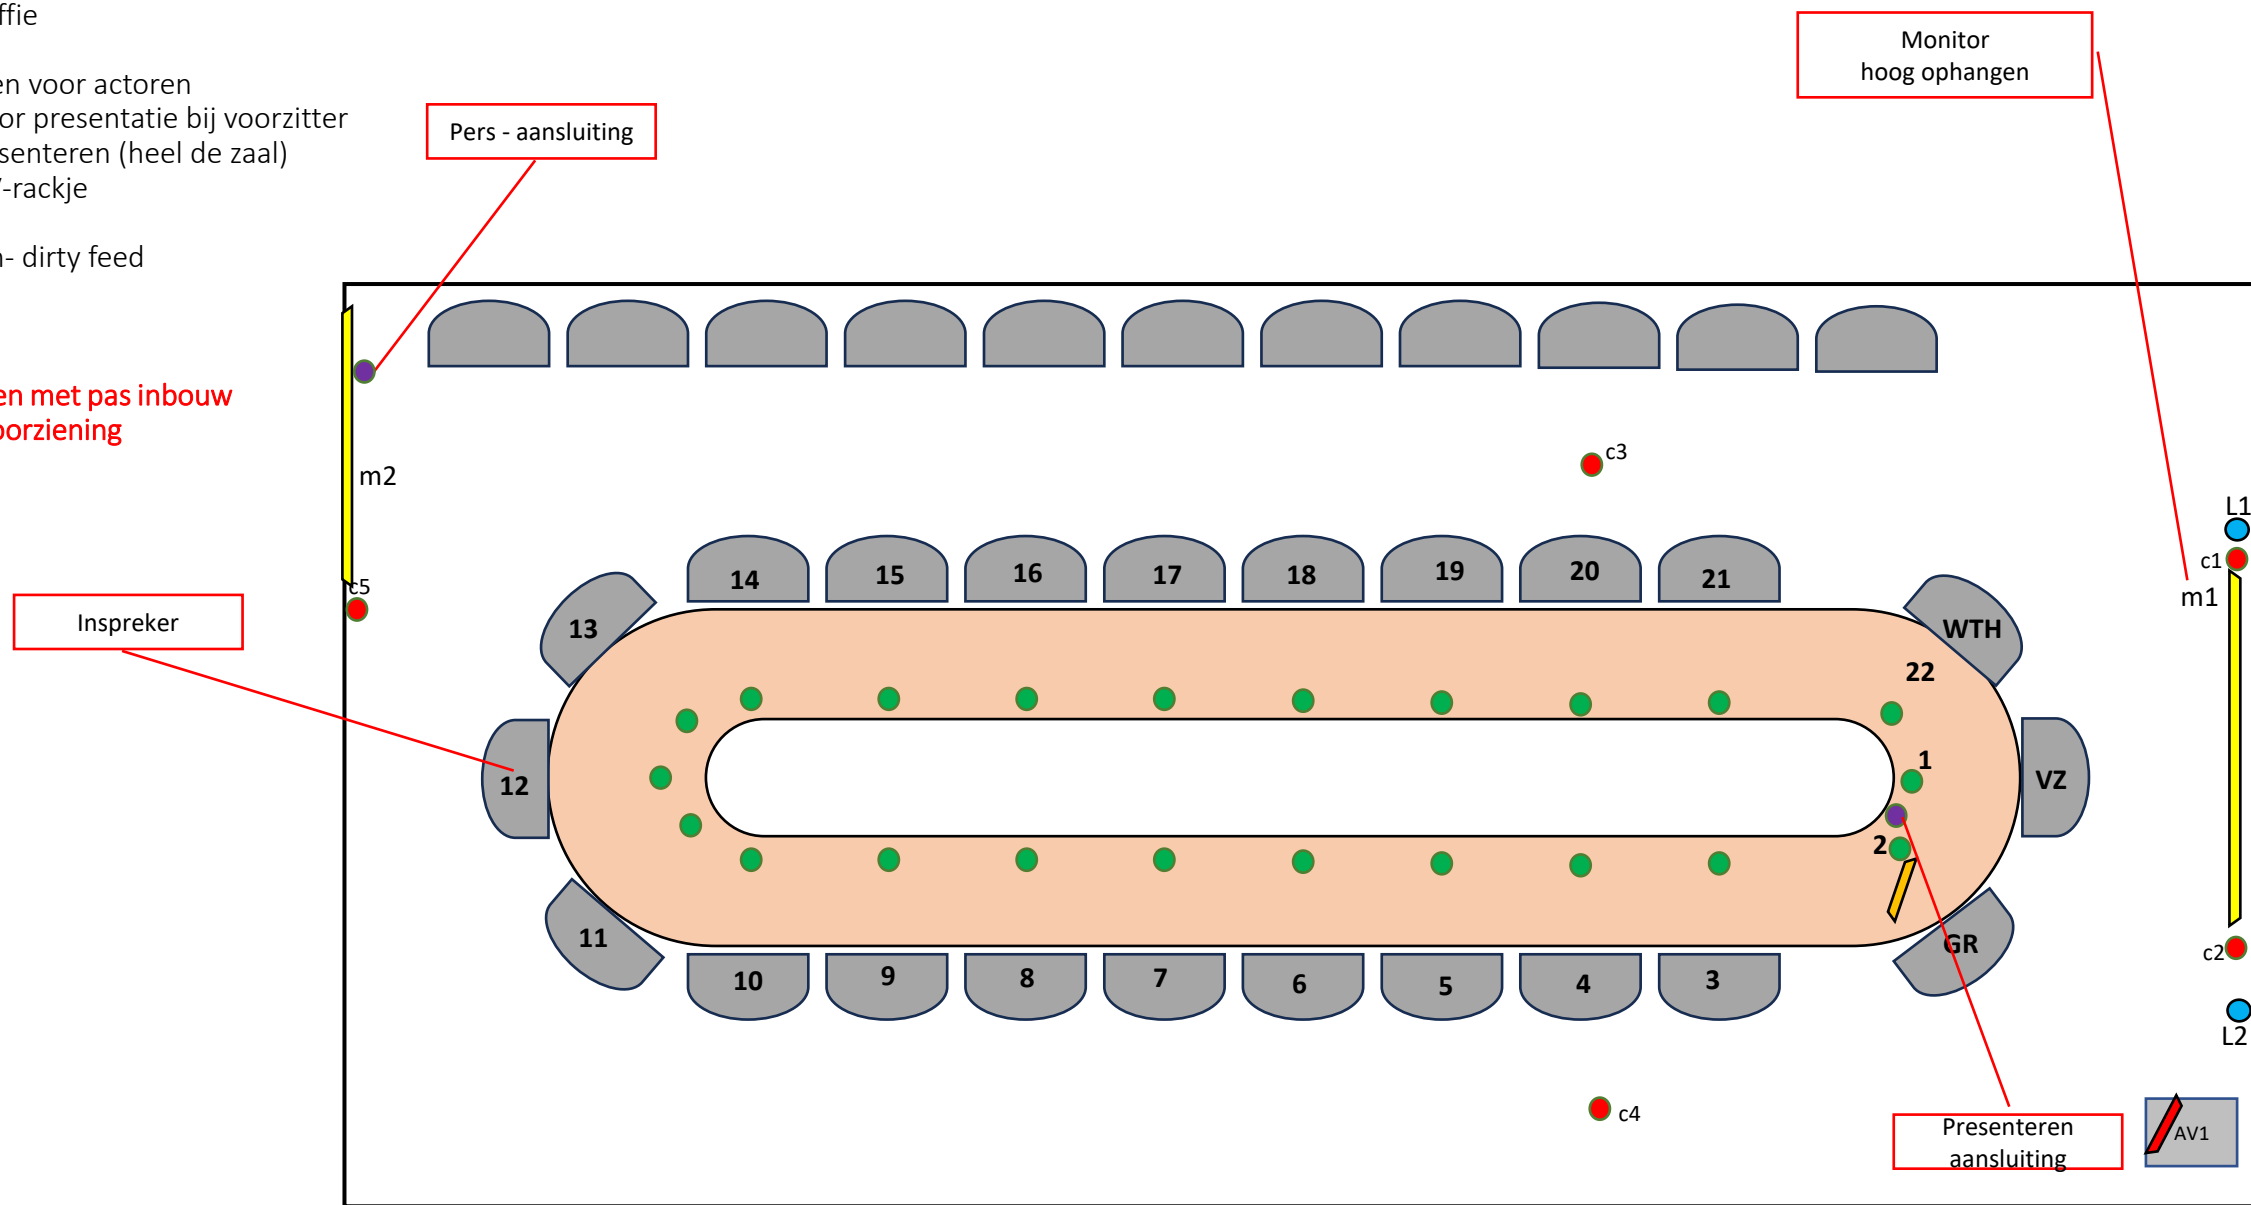 ffie
en voor actoren
or presentatie bij voorzitter
senteren (heel de zaal)
-rackje
- dirty feed
en met pas inbouw
oorziening
Pers - aansluiting
Monitor
hoog ophangen
m2
c5
Inspreker
c3
L1
c1
m1
14
15
16
17
18
19
20
21
13
WTH
22
12
1
VZ
2
11
GR
10
9
8
7
6
5
4
3
c2
L2
c4
Presenteren
aansluiting
AV1